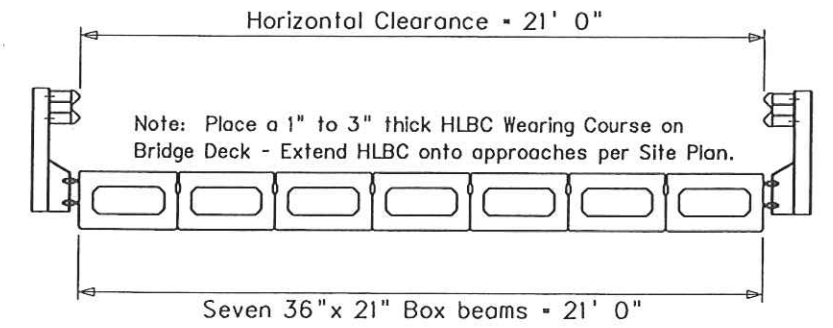 Horizontal Clearance = 21' 0"
Note: Place a 1" to 3" thick HLBC Wearing Course on
Bridge Deck - Extend HLBC onto approaches per Site Plan.
Seven 36"x 21" Box beams = 21' 0"